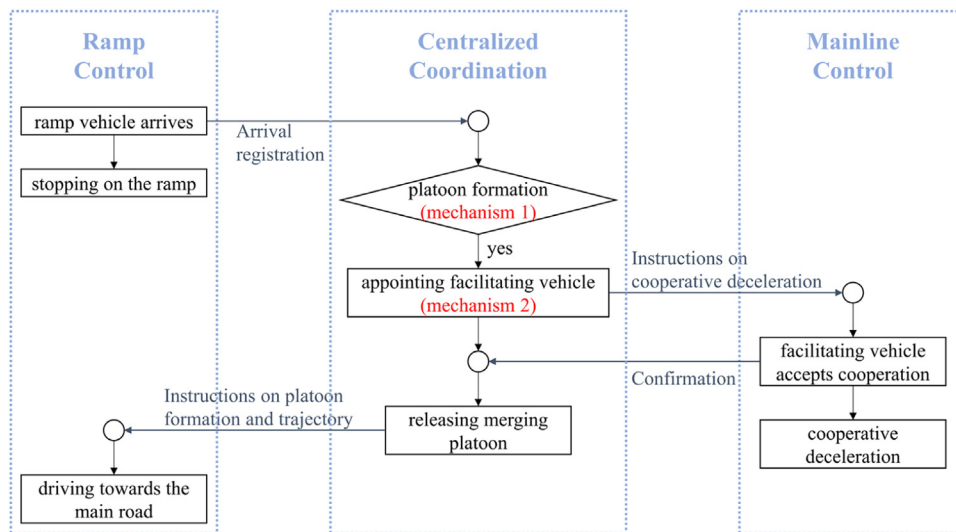 Ramp
Control
Centralized
Coordination
Mainline
Control
ramp vehicle arrives
Arrival
registration
stopping on the ramp
platoon formation
(mechanism 1)
yes
appointing facilitating vehicle
(mechanism 2)
Instructions on
cooperative deceleration
facilitating vehicle
accepts cooperation
Confirmation
Instructions on platoon
formation and trajectory
releasing merging
platoon
cooperative
deceleration
driving towards the
main road